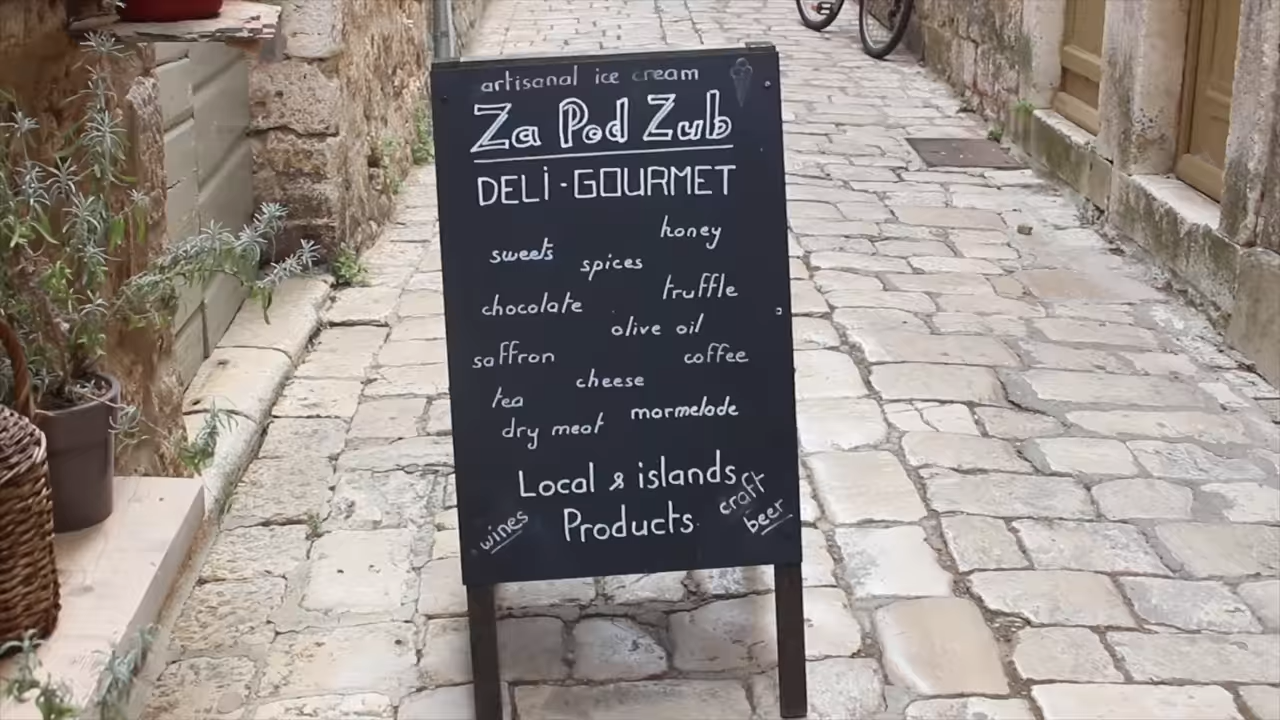 artisanal ice cream
Za Pod Zub
DELi-GOURMET
honey
sweets
spices
chocolate
truffle
olive oil
saffron
coffee
cheese
tea
marmelade
dry meat
Local & islands
Products
wines
craft
beer